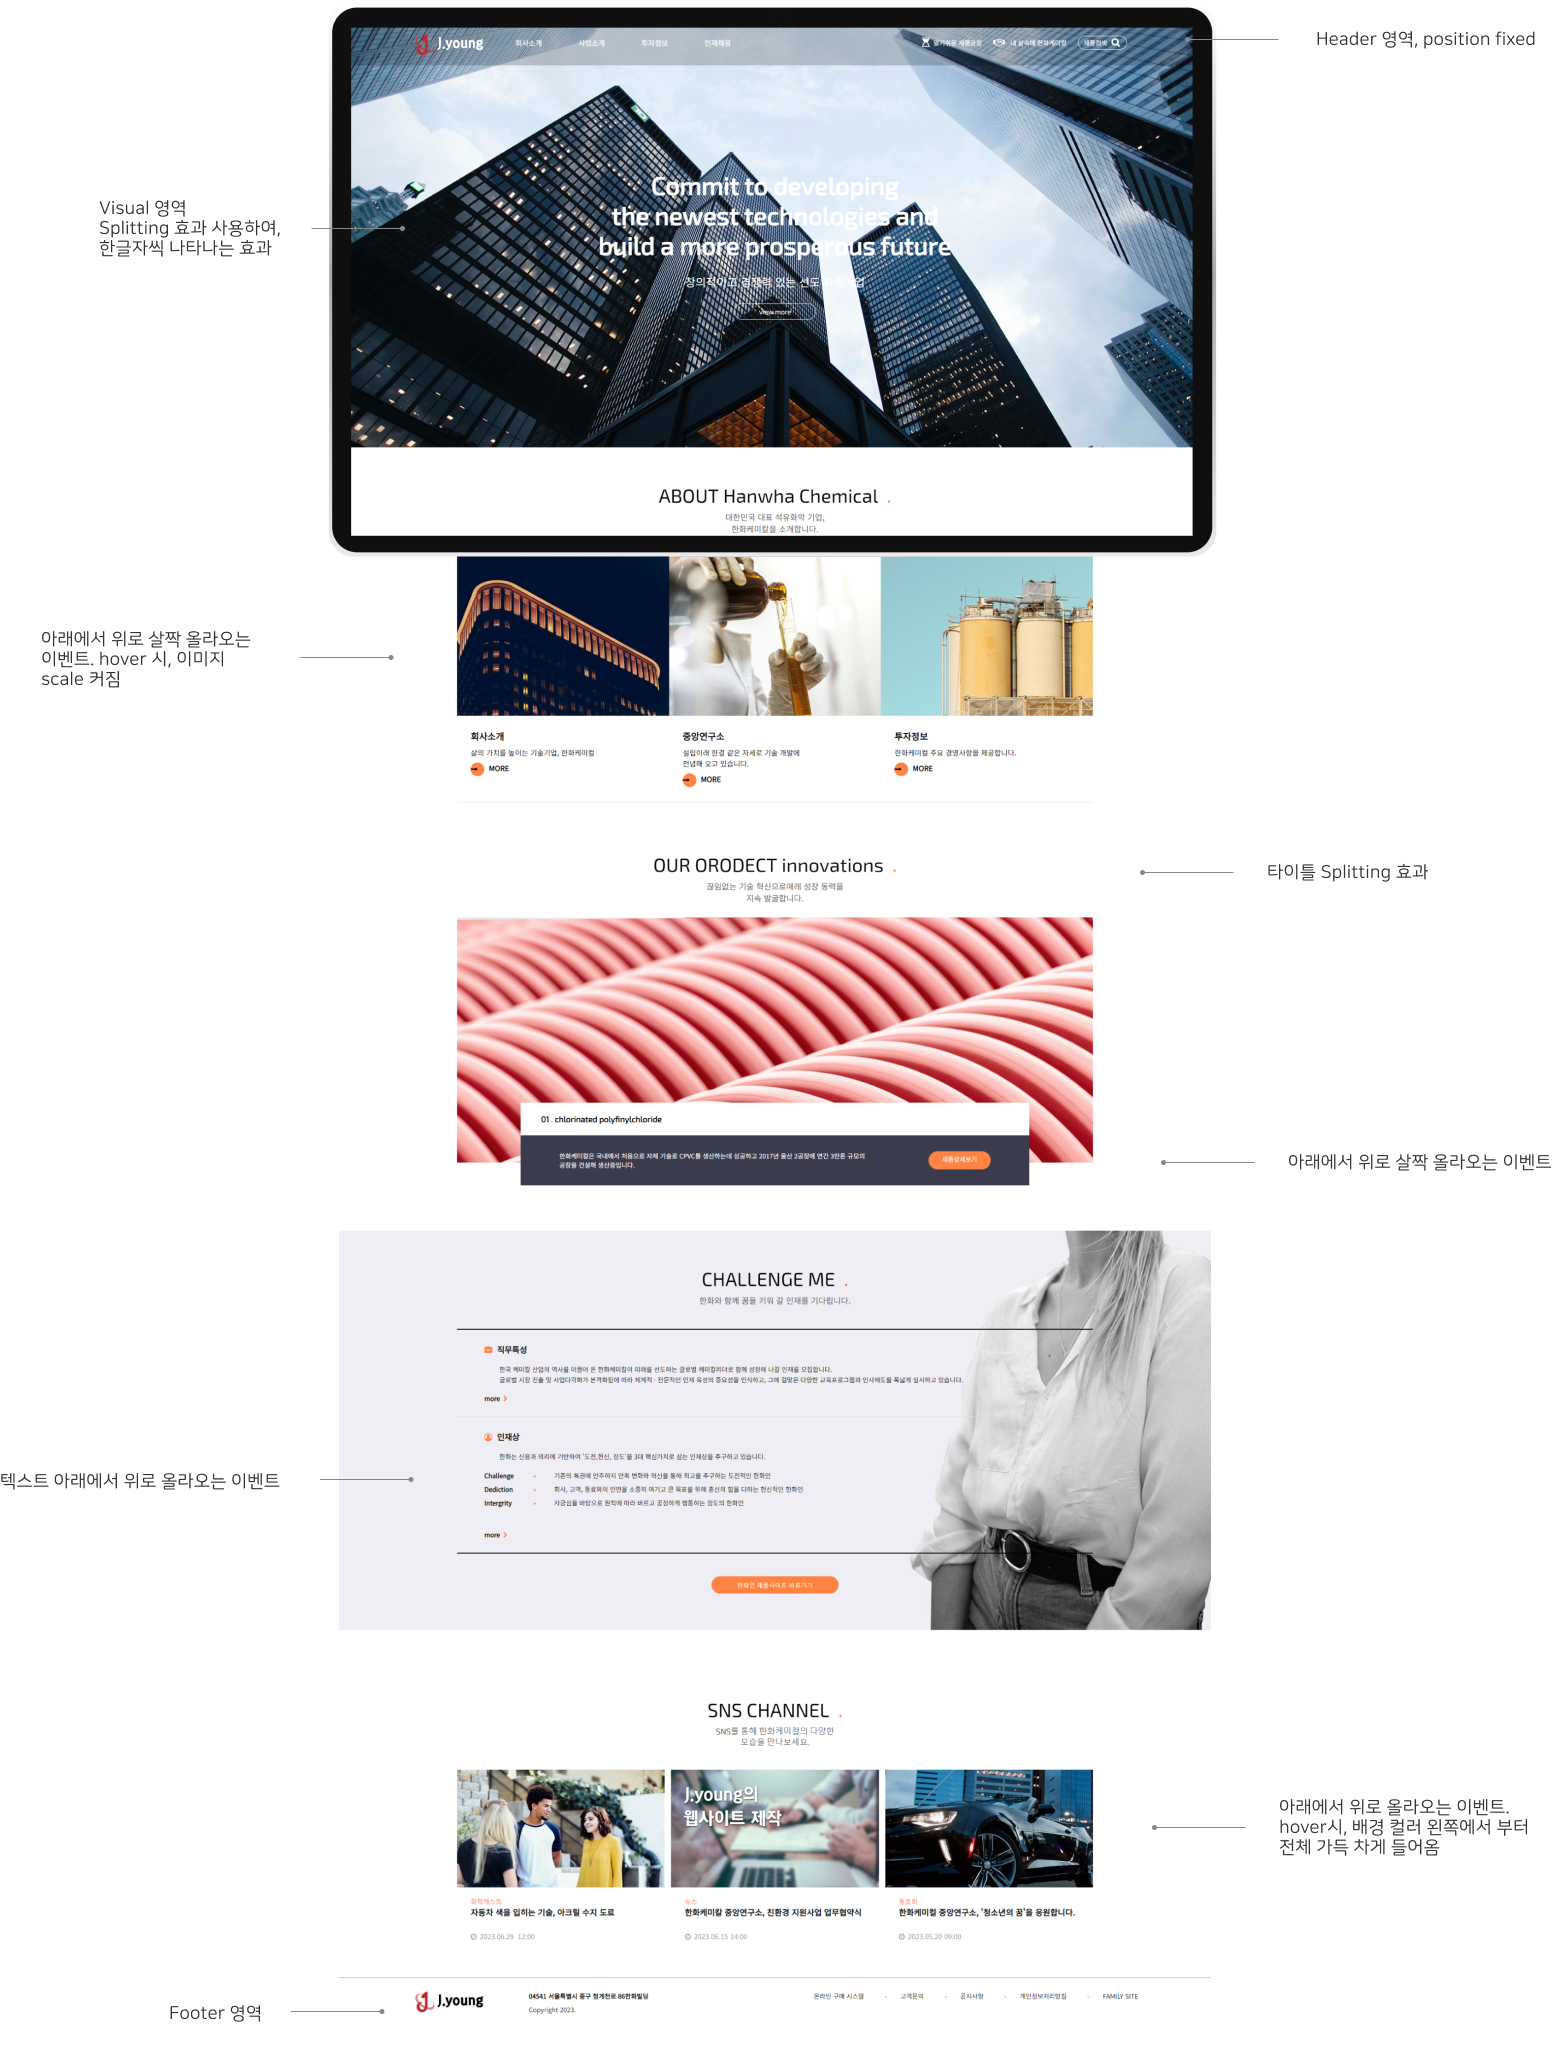 J.young
회사소개
사업소개
투자정보
인재채용
알기쉬운 제품공정
내 삶속에 한화케미칼
제품검색
Header 영역, position fixed
Commit to developing
the newest technologies and
build a more prosperous future
창의적이고 경쟁력 있는 선도 화학기업
view more
Visual 영역
Splitting 효과 사용하여,
한글자씩 나타나는 효과
ABOUT Hanwha Chemical .
대한민국 대표 석유화학 기업,
한화케미칼을 소개합니다.
아래에서 위로 살짝 올라오는
이벤트. hover 시, 이미지
scale 커짐
회사소개
삶의 가치를 높이는 기술기업, 한화케미컬
MORE
중앙연구소
설립이래 한결 같은 자세로 기술 개발에
전념해 오고 있습니다.
MORE
투자정보
한화케미컬 주요 경영사항을 제공합니다.
MORE
OUR ORODECT innovations .
끊임없는 기술 혁신으로매래 성장 동력을
지속 발굴합니다.
타이틀 Splitting 효과
01 . chlorinated polyfinylchloride
한화케미컬은 국내에서 처음으로 자체 기술로 CPVC를 생산하는데 성공하고 2017년 울산 2공장에 연간 3만톤 규모의
공장을 건설해 생산중입니다.
제품상세보기
아래에서 위로 살짝 올라오는 이벤트
CHALLENGE ME .
한화와 함께 꿈을 키워 갈 인재를 기다립니다.
직무특성
한국 케미칼 산업의 역사를 이끌어 온 한화케미칼이 미래를 선도하는 글로벌 케미칼리더로 함께 성장해 나갈 인재를 모집합니다.
글로벌 시장 진출 및 사업다각화가 본격화됨에 따라 체계적 · 전문적인 인재 육성의 중요성을 인식하고, 그에 걸맞은 다양한 교육프로그램과 인사제도를 폭넓게 실시하고 있습니다.
more
인재상
한화는 신용과 의리에 기반하여 '도전,헌신, 정도'를 3대 핵심가치로 삼는 인재상을 추구하고 있습니다.
Challenge • 기존의 틀관에 안주하지 않고 변화와 혁신을 통해 최고를 추구하는 도전적인 한화인
Dediction • 회사, 고객, 동료와의 인연을 소중히 여기고 큰 목표를 위해 혼신의 힘을 다하는 헌신적인 한화인
Intergrity • 자긍심을 바탕으로 원칙에 따라 바르고 공정하게 행동하는 정도의 한화인
more
한화인 채용사이트 바로가기
텍스트 아래에서 위로 올라오는 이벤트
SNS CHANNEL .
SNS를 통해 한화케미컬의 다양한
모습을 만나보세요.
J.young의
웹사이트 제작
아래에서 위로 올라오는 이벤트.
hover시, 배경 컬러 왼쪽에서 부터
전체 가득 차게 들어옴
화학캐스트
자동차 색을 입히는 기술, 아크릴 수지 도료
2023.06.29 12:00
뉴스
한화케미칼 중앙연구소, 친환경 지원사업 업무협약식
2023.06.15 14:00
동호회
한화케미컬 중앙연구소, '청소년의 꿈'을 응원합니다.
2023.05.20 09:00
Footer 영역
J.young
04541 서울특별시 중구 청계천로 86한화빌딩
Copyright 2023.
온라인 구매 시스템 • 고객문의 • 공지사항 • 개인정보처리방침 • FAMILY SITE